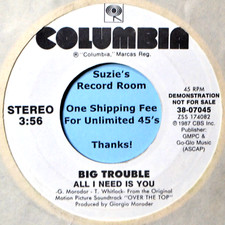 COLUMBIA
® "Columbia," Marcas Reg.
Suzie's
Record Room
One Shipping Fee
For Unlimited 45's
Thanks!
STEREO
3:56
45 RPM
DEMONSTRATION
NOT FOR SALE
38-07045
ZSS 174082
℗ 1987 CBS Inc.
Publisher:
GMPC &
Go-Glo Music
(ASCAP)
BIG TROUBLE
ALL I NEED IS YOU
-G. Moroder - T. Whitlock- From the Original
Motion Picture Soundtrack "OVER THE TOP"
Produced by Giorgio Moroder